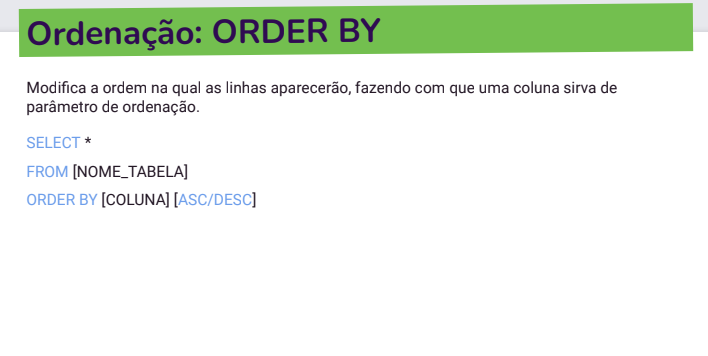 Ordenação: ORDER BY
Modifica a ordem na qual as linhas aparecerão, fazendo com que uma coluna sirva de
parâmetro de ordenação.
SELECT *
FROM [NOME_TABELA]
ORDER BY [COLUNA] [ASC/DESC]